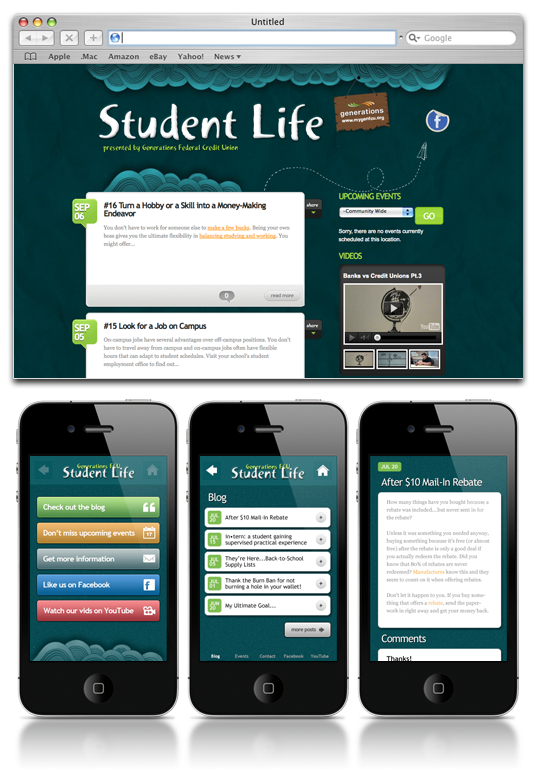 Untitled
Google
Apple .Mac Amazon eBay Yahoo! News
Student Life
presented by Generations Federal Credit Union
generations
www.mygenfcu.org
f
SEP
06
#16 Turn a Hobby or a Skill into a Money-Making
Endeavor
You don't have to work for someone else to make a few bucks. Being your own
boss gives you the ultimate flexibility in balancing studying and working. You
might offer...
0
read more
share
SEP
05
#15 Look for a Job on Campus
On-campus jobs have several advantages over off-campus positions. You don't
have to travel away from campus and on-campus jobs often have flexible
hours that can adapt to student schedules. Visit your school's student
employment office to find out...
share
UPCOMING EVENTS
-Community Wide
GO
Sorry, there are no events currently
scheduled at this location.
VIDEOS
Banks vs Credit Unions Pt.3
YouTube
Generations FCU
Student Life
Check out the blog
Don't miss upcoming events
17
Get more information
Like us on Facebook
f
Watch our vids on YouTube
Generations FCU
Student Life
Blog
JUL
20
After $10 Mail-In Rebate
JUL
15
in•tern: a student gaining
supervised practical experience
JUL
11
They're Here...Back-to-School
Supply Lists
JUL
01
Thank the Burn Ban for not
burning a hole in your wallet!
JUN
20
My Ultimate Goal...
more posts
Blog Events Contact Facebook YouTube
JUL 20
After $10 Mail-In Rebate
How many things have you bought because a
rebate was included....but never sent in for
the rebate?
Unless it was something you needed anyway,
buying something because it's free (or almost
free) after the rebate is only a good deal if
you actually redeem the rebate. Did you
know that 80% of rebates are never
redeemed? Manufacturers know this and they
seem to count on it when offering rebates.
Don't let it happen to you. If you buy some-
thing that offers a rebate, send the paper-
work in right away and get your money back.
Comments
Thanks!